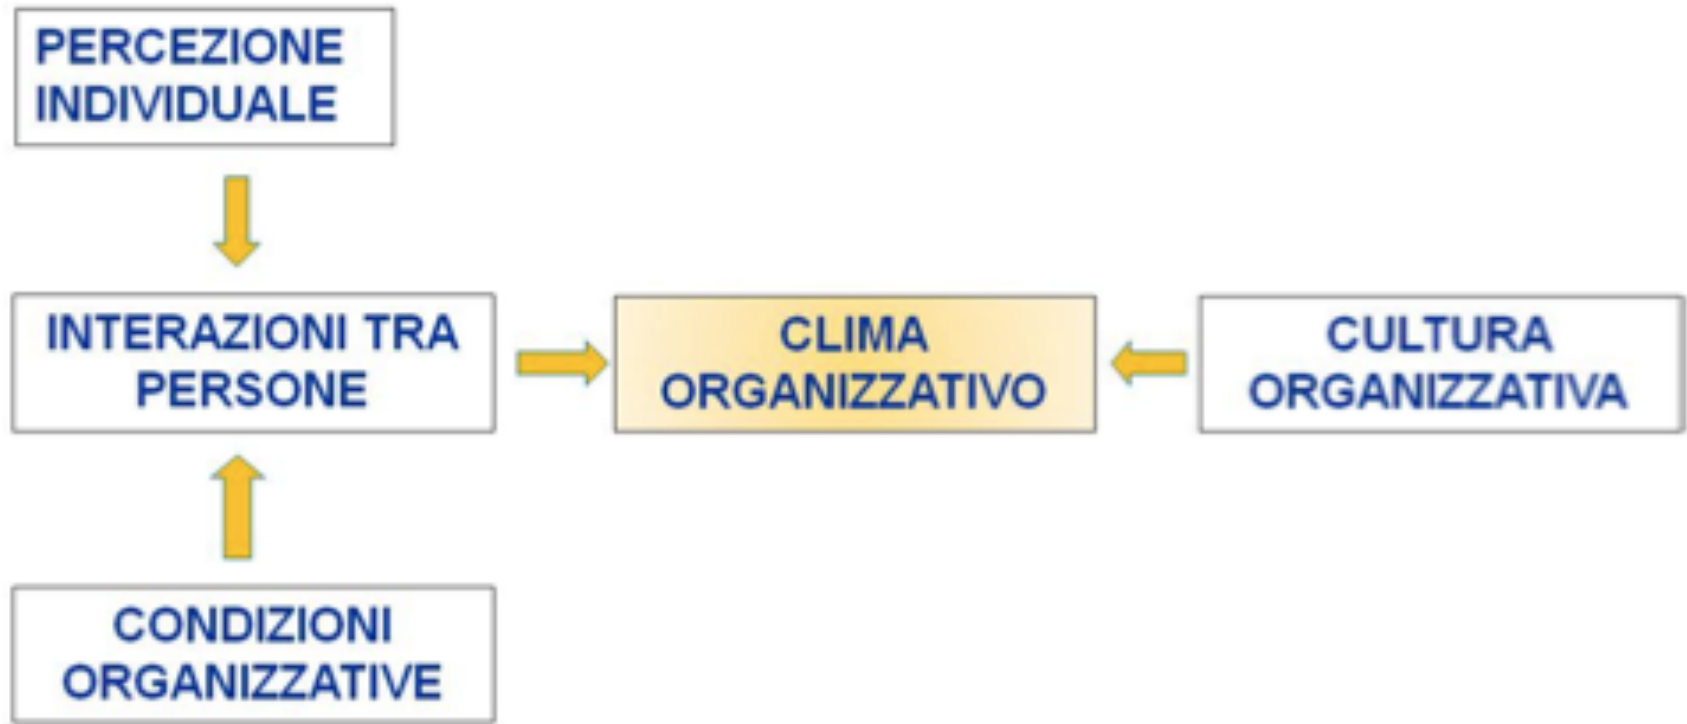 PERCEZIONE
INDIVIDUALE
INTERAZIONI TRA
PERSONE
CLIMA
ORGANIZZATIVO
CULTURA
ORGANIZZATIVA
CONDIZIONI
ORGANIZZATIVE